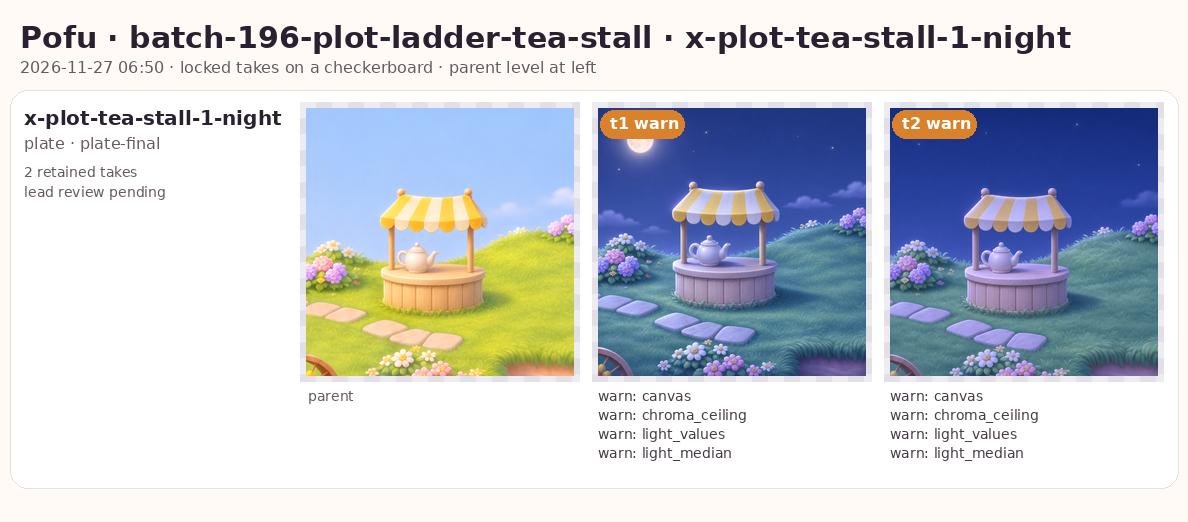 Pofu · batch-196-plot-ladder-tea-stall · x-plot-tea-stall-1-night
2026-11-27 06:50 · locked takes on a checkerboard · parent level at left
x-plot-tea-stall-1-night
plate · plate-final
2 retained takes
lead review pending
parent
t1 warn
warn: canvas
warn: chroma_ceiling
warn: light_values
warn: light_median
t2 warn
warn: canvas
warn: chroma_ceiling
warn: light_values
warn: light_median